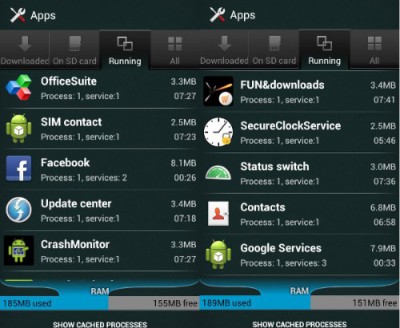 Apps
Downloaded
On SD card
Running
All
OfficeSuite
3.3MB
Process: 1, service:1
07:27
SIM contact
2.5MB
Process: 1, service:1
07:23
Facebook
8.1MB
Process: 1, services: 2
00:26
Update center
3.4MB
Process: 1, service:1
07:18
CrashMonitor
3.3MB
Process: 1, service:1
07:27
RAM
185MB used
155MB free
SHOW CACHED PROCESSES
Apps
Downloaded
On SD card
Running
All
FUN&downloads
3.4MB
Process: 1, service:1
07:41
SecureClockService
2.5MB
Process: 1, service:1
05:46
Status switch
3.0MB
Process: 1, service:1
07:36
Contacts
6.8MB
Process: 1, service:1
06:58
Google Services
7.9MB
Process: 1, services: 3
00:33
RAM
189MB used
151MB free
SHOW CACHED PROCESSES